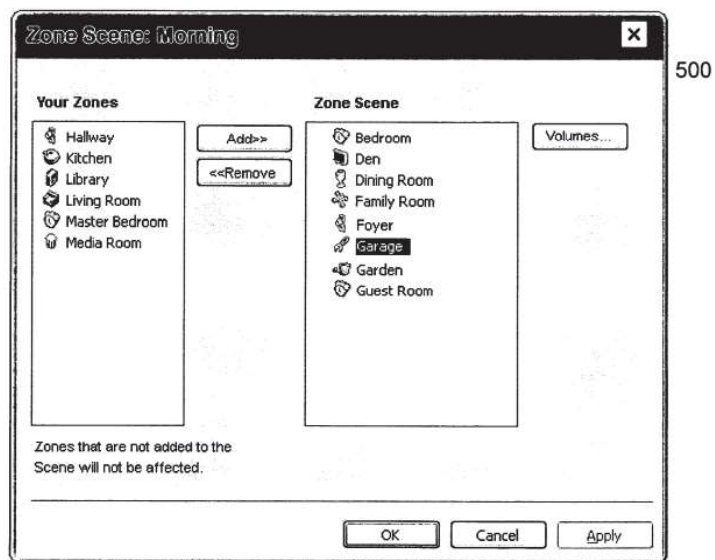 Zone Scene: Morning
500
Your Zones
Hallway
Kitchen
Library
Living Room
Master Bedroom
Media Room
Add>>
<<Remove
Zone Scene
Bedroom
Den
Dining Room
Family Room
Foyer
Garage
Garden
Guest Room
Volumes...
Zones that are not added to the
Scene will not be affected.
OK
Cancel
Apply